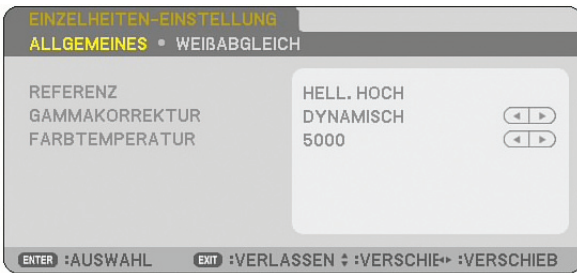 EINZELHEITEN-EINSTELLUNG
ALLGEMEINES • WEIßABGLEICH
REFERENZ HELL. HOCH
GAMMAKORREKTUR DYNAMISCH
FARBTEMPERATUR 5000
ENTER :AUSWAHL EXIT :VERLASSEN :VERSCHIE :VERSCHIEB